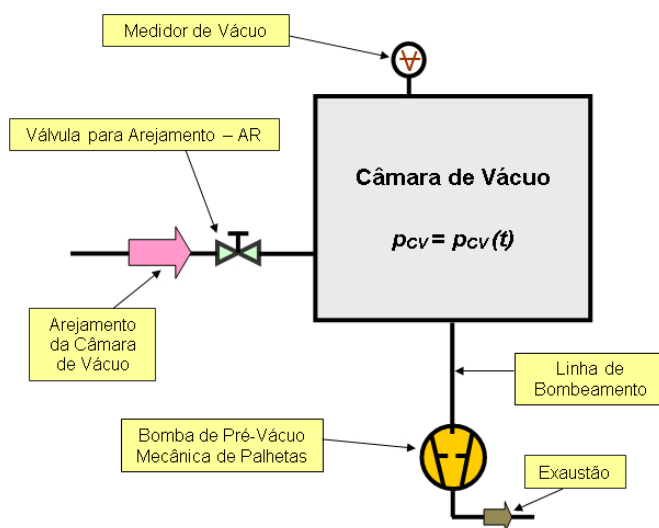 Medidor de Vácuo
Válvula para Arejamento – AR
Câmara de Vácuo
pCV = pCV (t)
Arejamento
da Câmara
de Vácuo
Linha de
Bombeamento
Bomba de Pré-Vácuo
Mecânica de Palhetas
Exaustão